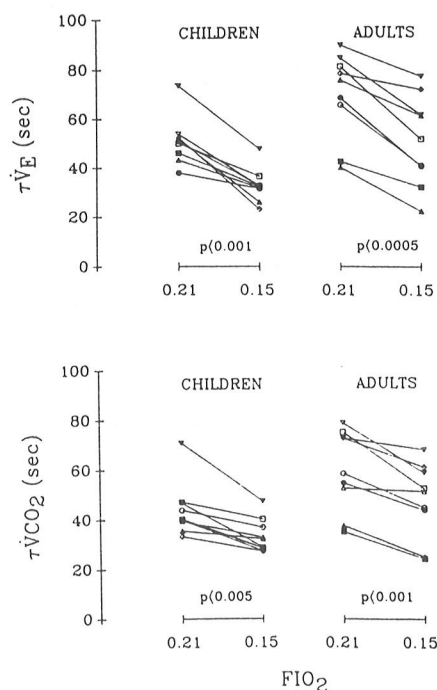 CHILDREN ADULTS
100
80
60
40
20
0
τV̇E (sec)
p⟨0.001 p⟨0.0005
0.21 0.15 0.21 0.15
CHILDREN ADULTS
100
80
60
40
20
0
τV̇CO₂ (sec)
p⟨0.005 p⟨0.001
0.21 0.15 0.21 0.15
FIO₂